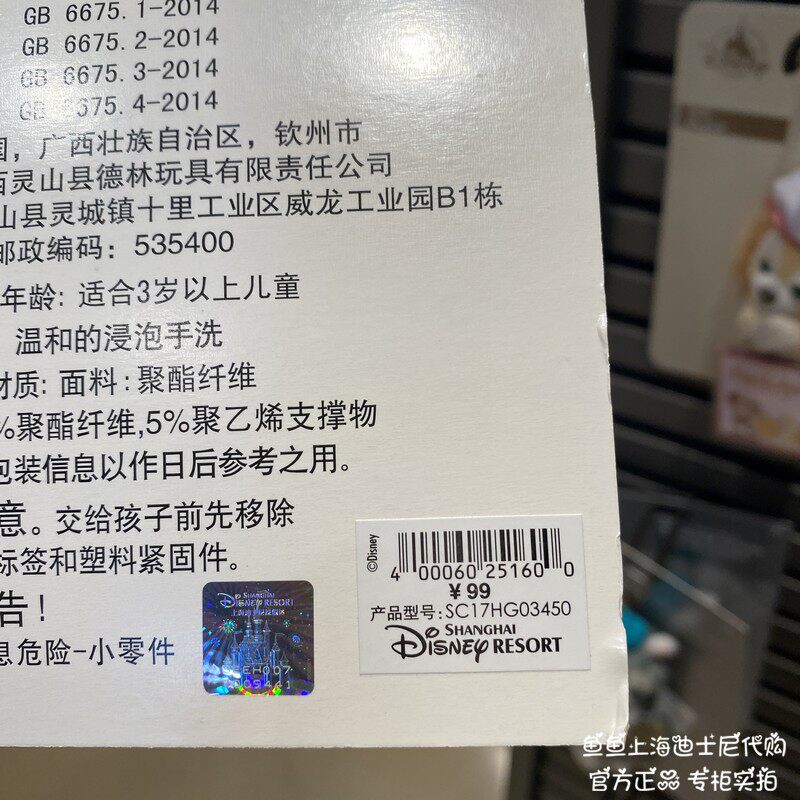 GB 6675.1-2014
GB 6675.2-2014
GB 6675.3-2014
GB 6675.4-2014
国，广西壮族自治区，钦州市
西灵山县德林玩具有限责任公司
山县灵城镇十里工业区威龙工业园B1栋
邮政编码：535400
年龄：适合3岁以上儿童
温和的浸泡手洗
材质：面料：聚酯纤维
%聚酯纤维,5%聚乙烯支撑物
包装信息以作日后参考之用。
意。交给孩子前先移除
标签和塑料紧固件。
告！
息危险-小零件
SHANGHAI
DISNEY RESORT
上海迪士尼度假区
©Disney
4 00060 25160 0
¥99
产品型号：SC17HG03450
SHANGHAI
DISNEY RESORT
鱼鱼上海迪士尼代购
官方正品 专柜实拍